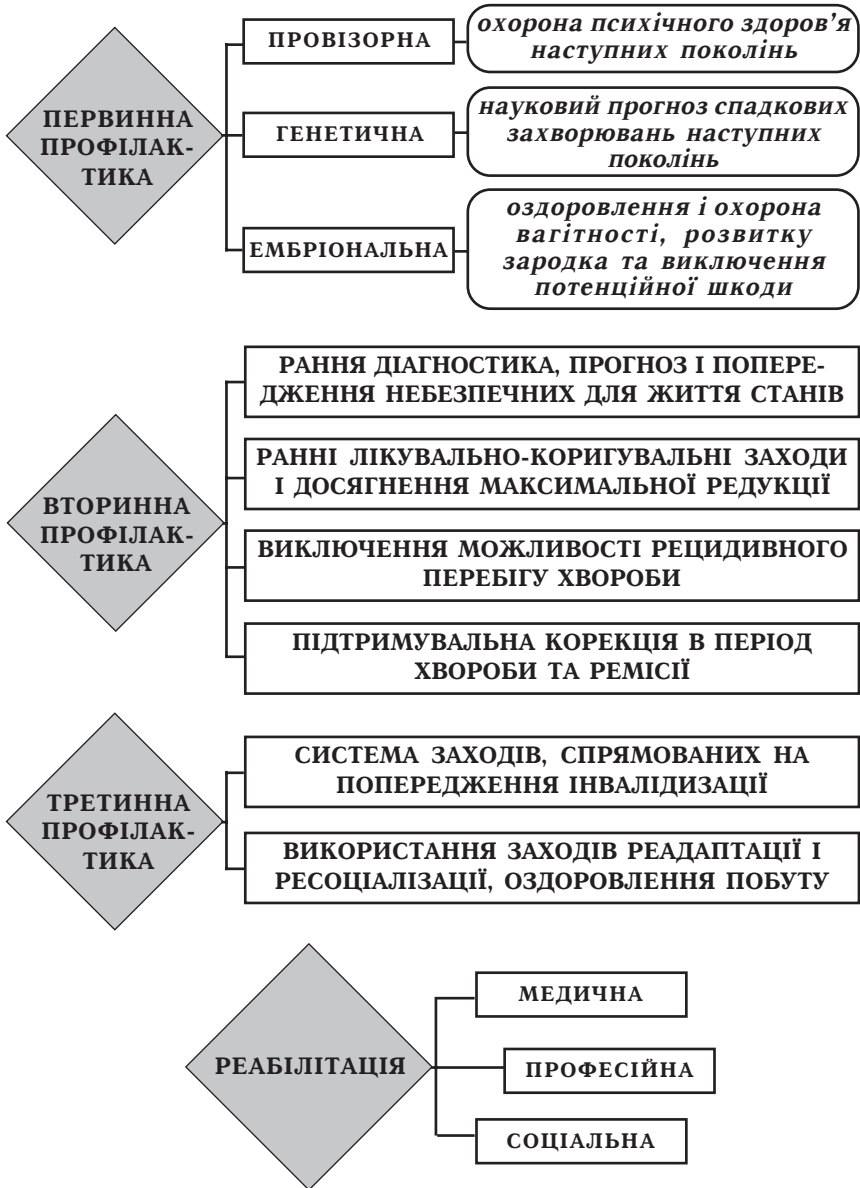 ПЕРВИННА
ПРОФІЛАК-
ТИКА
ПРОВІЗОРНА
охорона психічного здоров'я
наступних поколінь
ГЕНЕТИЧНА
науковий прогноз спадкових
захворювань наступних
поколінь
ЕМБРІОНАЛЬНА
оздоровлення і охорона
вагітності, розвитку
зародка та виключення
потенційної шкоди
ВТОРИННА
ПРОФІЛАК-
ТИКА
РАННЯ ДІАГНОСТИКА, ПРОГНОЗ І ПОПЕРЕ-
ДЖЕННЯ НЕБЕЗПЕЧНИХ ДЛЯ ЖИТТЯ СТАНІВ
РАННІ ЛІКУВАЛЬНО-КОРИГУВАЛЬНІ ЗАХОДИ
І ДОСЯГНЕННЯ МАКСИМАЛЬНОЇ РЕДУКЦІЇ
ВИКЛЮЧЕННЯ МОЖЛИВОСТІ РЕЦИДИВНОГО
ПЕРЕБІГУ ХВОРОБИ
ПІДТРИМУВАЛЬНА КОРЕКЦІЯ В ПЕРІОД
ХВОРОБИ ТА РЕМІСІЇ
ТРЕТИННА
ПРОФІЛАК-
ТИКА
СИСТЕМА ЗАХОДІВ, СПРЯМОВАНИХ НА
ПОПЕРЕДЖЕННЯ ІНВАЛІДИЗАЦІЇ
ВИКОРИСТАННЯ ЗАХОДІВ РЕАДАПТАЦІЇ І
РЕСОЦІАЛІЗАЦІЇ, ОЗДОРОВЛЕННЯ ПОБУТУ
РЕАБІЛІТАЦІЯ
МЕДИЧНА
ПРОФЕСІЙНА
СОЦІАЛЬНА